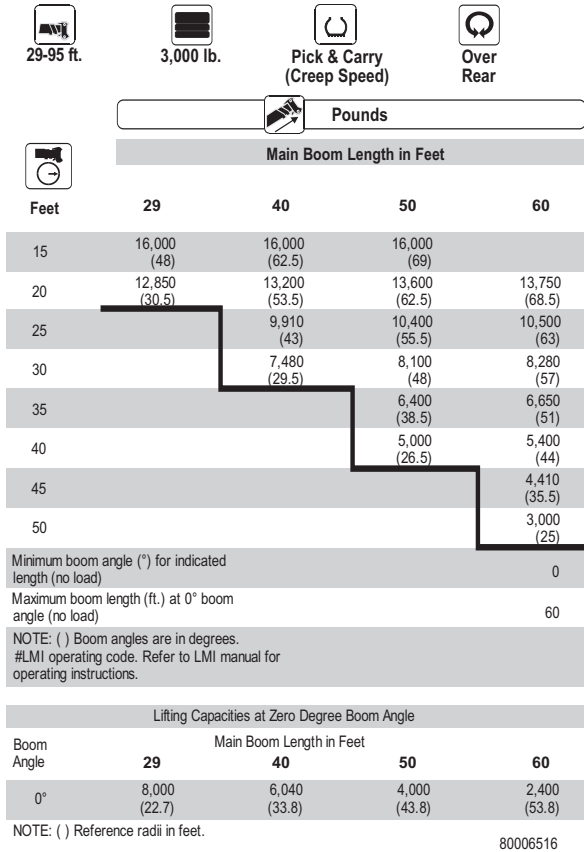 29-95 ft. 3,000 lb. Pick & Carry Over
(Creep Speed) Rear
Pounds
Main Boom Length in Feet
Feet 29 40 50 60
15 16,000 16,000 16,000
(48) (62.5) (69)
20 12,850 13,200 13,600 13,750
(30.5) (53.5) (62.5) (68.5)
25 9,910 10,400 10,500
(43) (55.5) (63)
30 7,480 8,100 8,280
(29.5) (48) (57)
35 6,400 6,650
(38.5) (51)
40 5,000 5,400
(26.5) (44)
45 4,410
(35.5)
50 3,000
(25)
Minimum boom angle (°) for indicated
length (no load) 0
Maximum boom length (ft.) at 0° boom
angle (no load) 60
NOTE: ( ) Boom angles are in degrees.
#LMI operating code. Refer to LMI manual for
operating instructions.
Lifting Capacities at Zero Degree Boom Angle
Boom Main Boom Length in Feet
Angle 29 40 50 60
0° 8,000 6,040 4,000 2,400
(22.7) (33.8) (43.8) (53.8)
NOTE: ( ) Reference radii in feet.
80006516